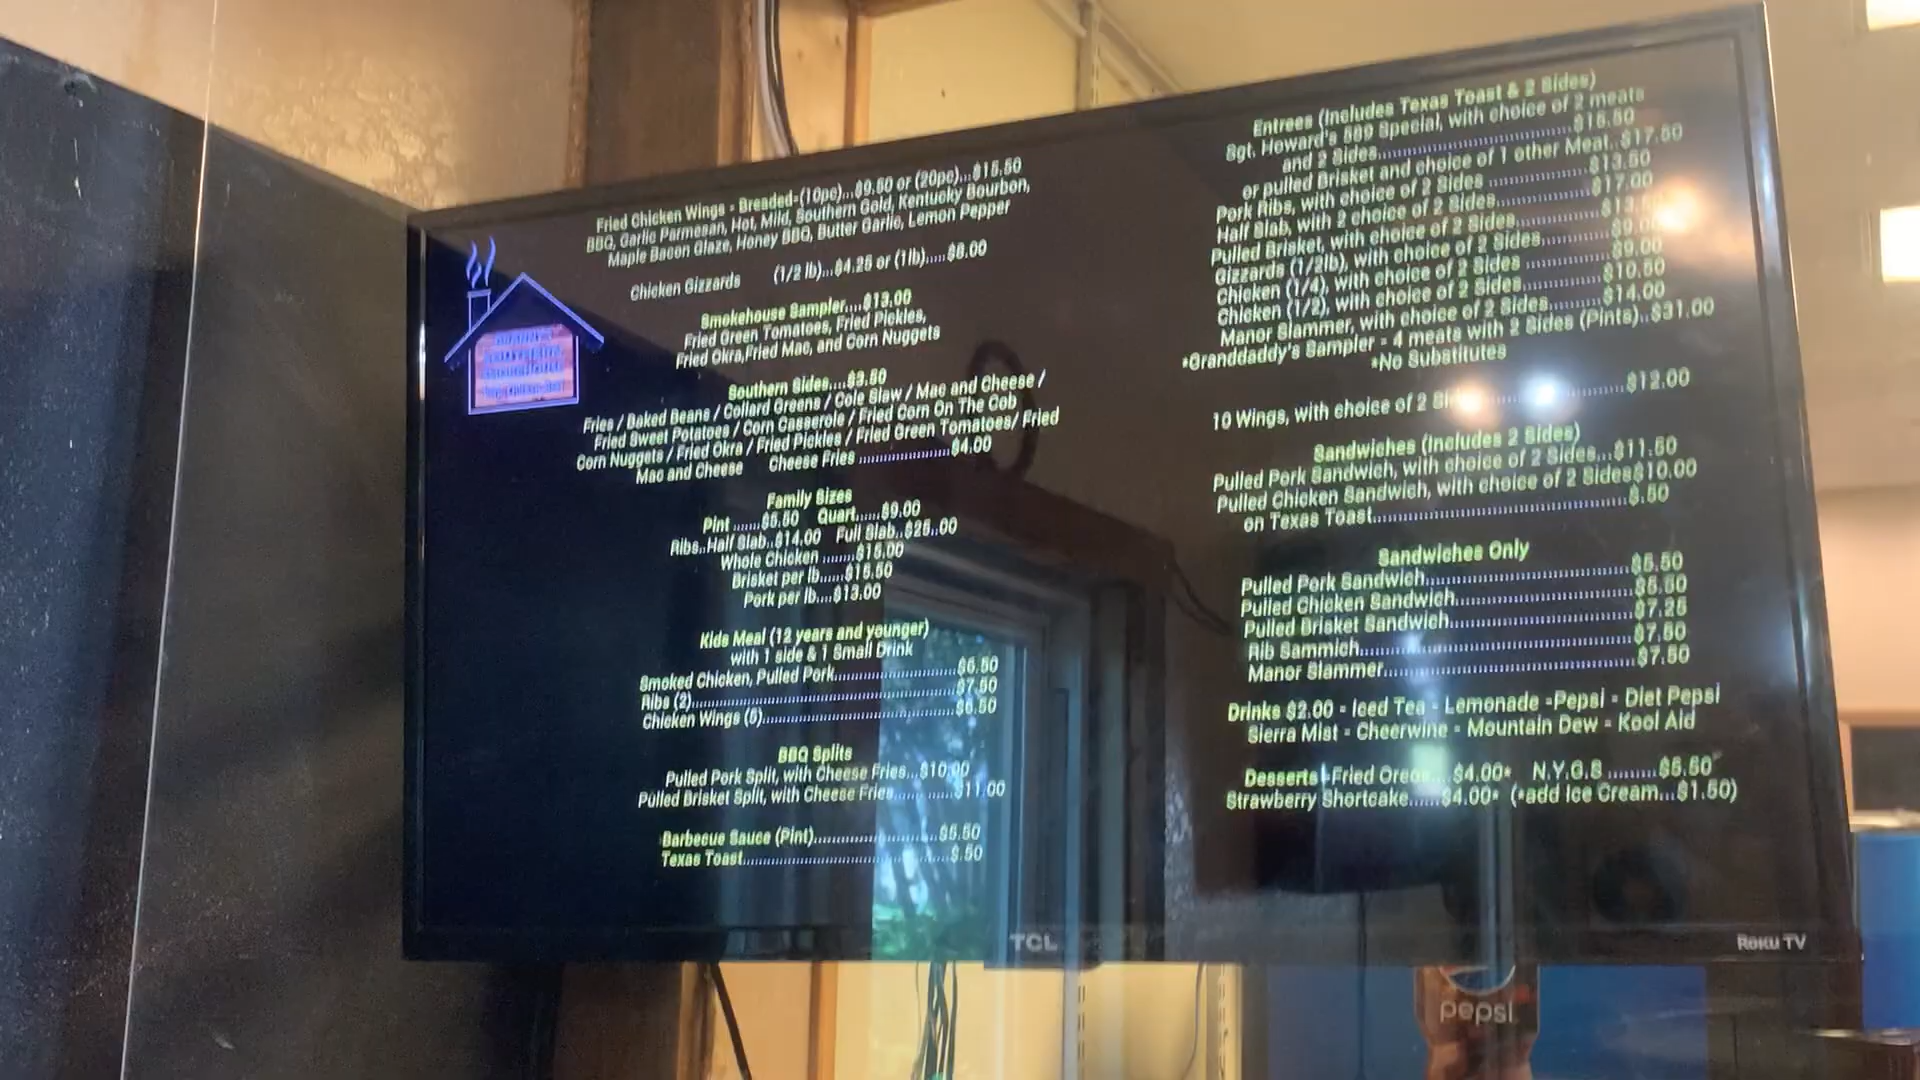 Fried Chicken Wings - Breaded-(10pc)...$9.50 or (20pc)...$15.50
BBQ, Garlic Parmesan, Hot, Mild, Southern Gold, Kentucky Bourbon,
Maple Bacon Glaze, Honey BBQ, Butter Garlic, Lemon Pepper
Chicken Gizzards (1/2 lb)...$4.25 or (1lb).....$8.00
Smokehouse Sampler....$13.00
Fried Green Tomatoes, Fried Pickles,
Fried Okra,Fried Mac, and Corn Nuggets
Southern Sides....$3.50
Fries / Baked Beans / Collard Greens / Cole Slaw / Mac and Cheese /
Fried Sweet Potatoes / Corn Casserole / Fried Corn On The Cob
Corn Nuggets / Fried Okra / Fried Pickles / Fried Green Tomatoes/ Fried
Mac and Cheese Cheese Fries .....................$4.00
Family Sizes
Pint .......$5.50 Quart......$9.00
Ribs..Half Slab..$14.00 Full Slab..$25..00
Whole Chicken ........$15.00
Brisket per lb......$15.50
Pork per lb....$13.00
Kids Meal (12 years and younger)
with 1 side & 1 Small Drink
Smoked Chicken, Pulled Pork............................$6.50
Ribs (2)............................................................$7.50
Chicken Wings (5)............................................$6.50
BBQ Splits
Pulled Pork Split, with Cheese Fries...$10.00
Pulled Brisket Split, with Cheese Fries..............$11.00
Barbecue Sauce (Pint)............................$5.50
Texas Toast................................................$.50
Entrees (Includes Texas Toast & 2 Sides)
Sgt. Howard's 589 Special, with choice of 2 meats
and 2 Sides...........................................$15.50
or pulled Brisket and choice of 1 other Meat..$17.50
Pork Ribs, with choice of 2 Sides ....................$13.50
Half Slab, with 2 choice of 2 Sides...................$17.00
Pulled Brisket, with choice of 2 Sides..............
Gizzards (1/2lb), with choice of 2 Sides...........
Chicken (1/4), with choice of 2 Sides ..............$9.00
Chicken (1/2), with choice of 2 Sides..............$10.50
Manor Slammer, with choice of 2 Sides.........$14.00
*Granddaddy's Sampler - 4 meats with 2 Sides (Pints)..$31.00
*No Substitutes
10 Wings, with choice of 2 ...........$12.00
Sandwiches (Includes 2 Sides)
Pulled Pork Sandwich, with choice of 2 Sides...$11.50
Pulled Chicken Sandwich, with choice of 2 Sides$10.00
on Texas Toast.......................................................$.50
Sandwiches Only
Pulled Pork Sandwich............................................$5.50
Pulled Chicken Sandwich......................................$5.50
Pulled Brisket Sandwich.......................................$7.25
Rib Sammich.........................................................$7.50
Manor Slammer.....................................................$7.50
Drinks $2.00 - Iced Tea - Lemonade -Pepsi - Diet Pepsi
Sierra Mist - Cheerwine - Mountain Dew - Kool Aid
Desserts -Fried Oreos....$4.00* N.Y.G.S .........$5.50*
Strawberry Shortcake......$4.00* (*add Ice Cream...$1.50)
TCL
Roku TV
pepsi